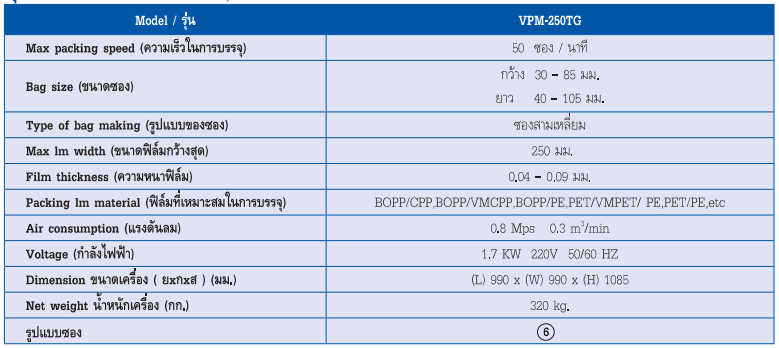 Model / รุ่น VPM-250TG
Max packing speed (ความเร็วในการบรรจุ) 50 ซอง / นาที
Bag size (ขนาดซอง) กว้าง 30 – 85 มม.
ยาว 40 – 105 มม.
Type of bag making (รูปแบบของซอง) ซองสามเหลี่ยม
Max lm width (ขนาดฟิล์มกว้างสุด) 250 มม.
Film thickness (ความหนาฟิล์ม) 0.04 – 0.09 มม.
Packing lm material (ฟิล์มที่เหมาะสมในการบรรจุ) BOPP/CPP,BOPP/VMCPP,BOPP/PE,PET/VMPET/ PE,PET/PE,etc
Air consumption (แรงดันลม) 0.8 Mps 0.3 m³/min
Voltage (กำลังไฟฟ้า) 1.7 KW 220V 50/60 HZ
Dimension ขนาดเครื่อง ( ยxกxส ) (มม.) (L) 990 x (W) 990 x (H) 1085
Net weight น้ำหนักเครื่อง (กก.) 320 kg.
รูปแบบซอง ⑥